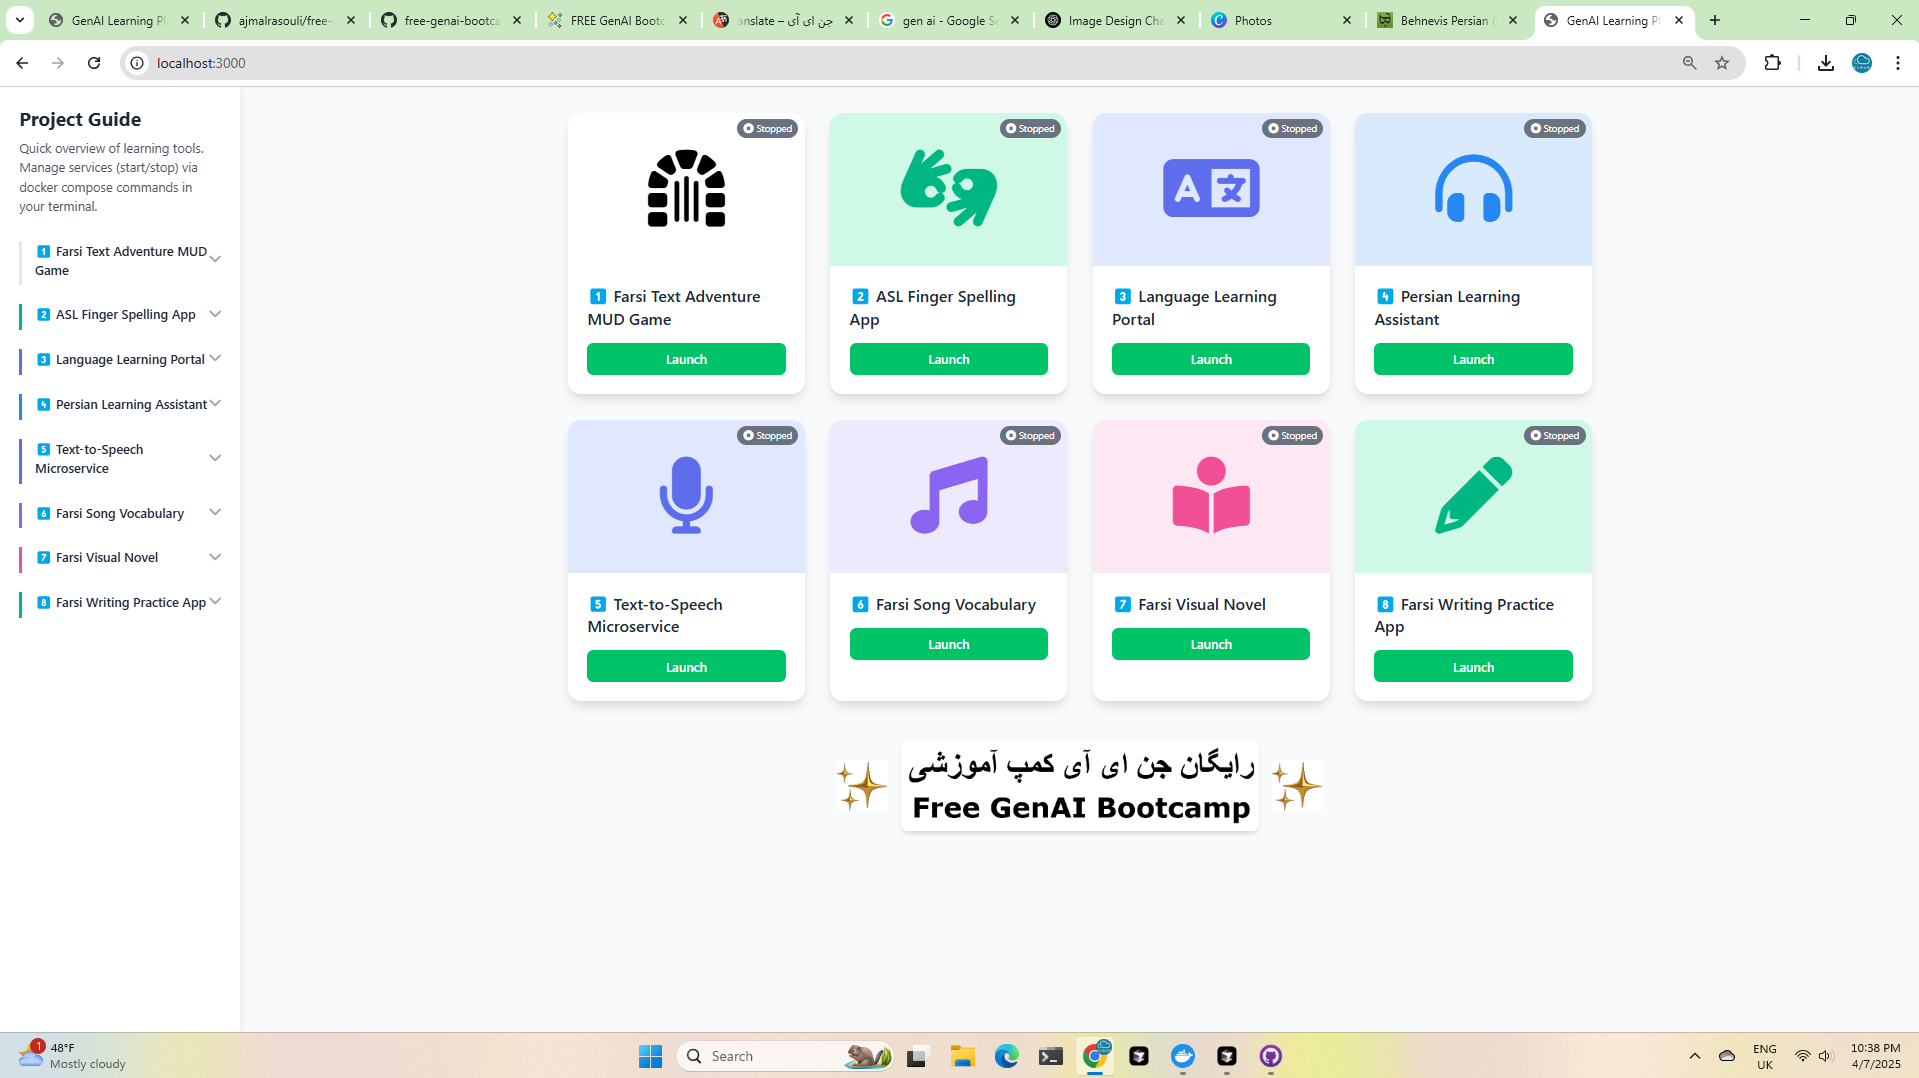 GenAI Learning Pl
ajmalrasouli/free-
free-genai-bootca
FREE GenAI Bootc
anslate – جن ای آی
gen ai - Google Se
Image Design Cha
Photos
Behnevis Persian (
GenAI Learning Pl
localhost:3000
Project Guide
Quick overview of learning tools.
Manage services (start/stop) via
docker compose commands in
your terminal.
1 Farsi Text Adventure MUD
Game
2 ASL Finger Spelling App
3 Language Learning Portal
4 Persian Learning Assistant
5 Text-to-Speech
Microservice
6 Farsi Song Vocabulary
7 Farsi Visual Novel
8 Farsi Writing Practice App
Stopped
1 Farsi Text Adventure
MUD Game
Launch
Stopped
2 ASL Finger Spelling
App
Launch
Stopped
A 文
3 Language Learning
Portal
Launch
Stopped
4 Persian Learning
Assistant
Launch
Stopped
5 Text-to-Speech
Microservice
Launch
Stopped
6 Farsi Song Vocabulary
Launch
Stopped
7 Farsi Visual Novel
Launch
Stopped
8 Farsi Writing Practice
App
Launch
رایگان جن ای آی کمپ آموزشی
Free GenAI Bootcamp
1
48°F
Mostly cloudy
Search
ENG
UK
10:38 PM
4/7/2025